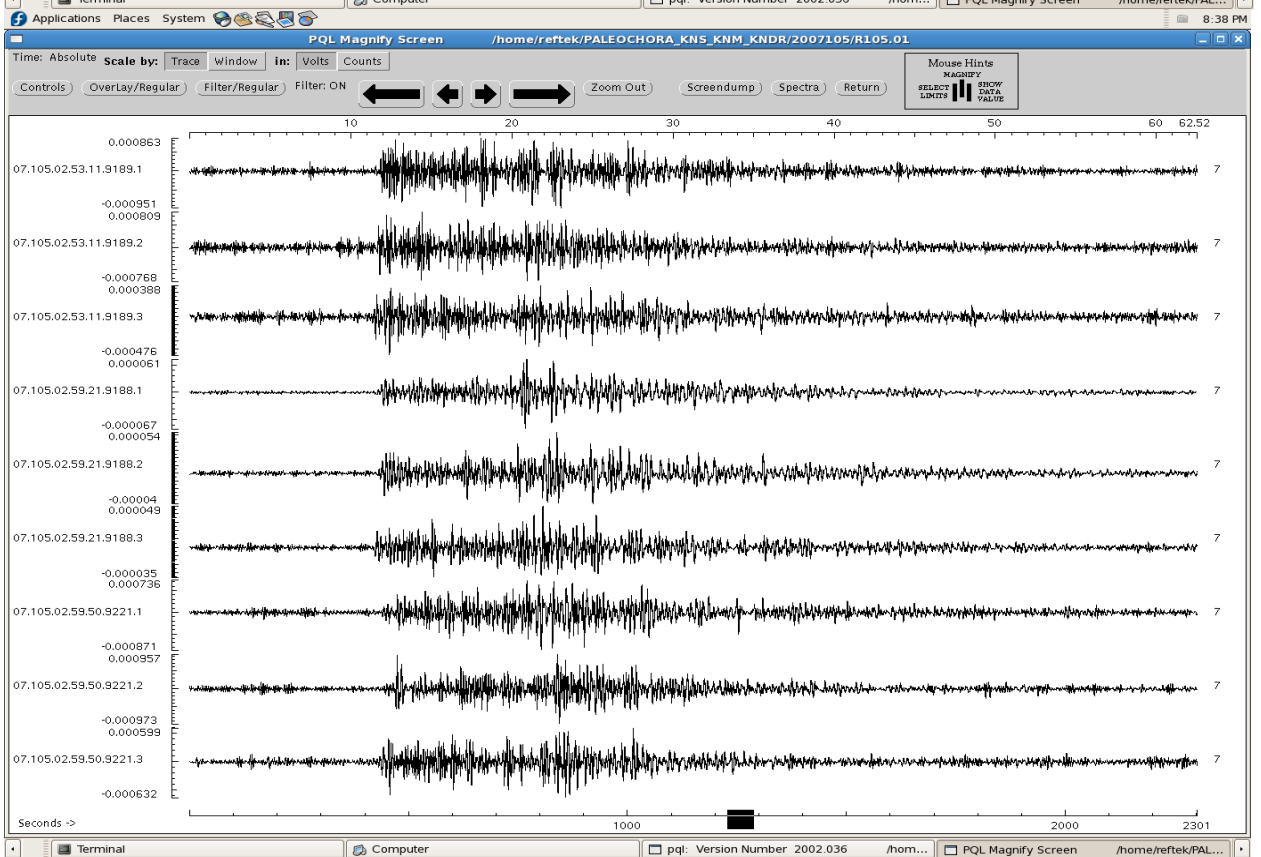 Terminal Computer pql: Version Number 2002.036 /hom... PQL Magnify Screen /home/reftek/PAL...
Applications Places System 8:38 PM
PQL Magnify Screen /home/reftek/PALEOCHORA_KNS_KNM_KNDR/2007105/R105.01
Time: Absolute Scale by: Trace Window in: Volts Counts
Controls OverLay/Regular Filter/Regular Filter: ON Zoom Out Screendump Spectra Return
Mouse Hints
MAGNIFY
SELECT LIMITS SHOW DATA VALUE
10 20 30 40 50 60 62.52
0.000863
07.105.02.53.11.9189.1 7
-0.000951
0.000809
07.105.02.53.11.9189.2 7
-0.000768
0.000388
07.105.02.53.11.9189.3 7
-0.000476
0.000061
07.105.02.59.21.9188.1 7
-0.000067
0.000054
07.105.02.59.21.9188.2 7
-0.00004
0.000049
07.105.02.59.21.9188.3 7
-0.000035
0.000736
07.105.02.59.50.9221.1 7
-0.000871
0.000957
07.105.02.59.50.9221.2 7
-0.000973
0.000599
07.105.02.59.50.9221.3 7
-0.000632
Seconds -> 1000 2000 2301
Terminal Computer pql: Version Number 2002.036 /hom... PQL Magnify Screen /home/reftek/PAL...